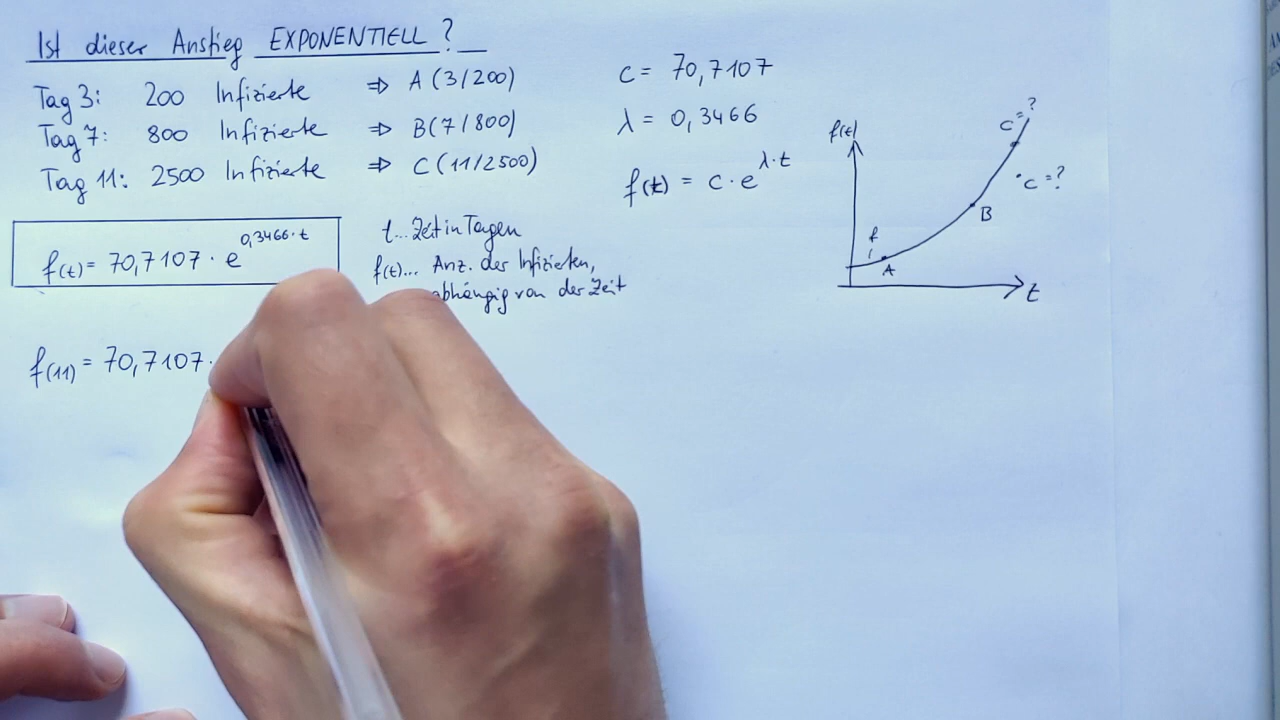 Ist dieser Anstieg EXPONENTIELL?
Tag 3: 200 Infizierte ⇒ A(3/200)
Tag 7: 800 Infizierte ⇒ B(7/800)
Tag 11: 2500 Infizierte ⇒ C(11/2500)
f(t) = 70,7107 · e^0,3466·t
t... Zeit in Tagen
f(t)... Anz. der Infizierten,
abhängig von der Zeit
f(11) = 70,7107 ·
c = 70,7107
λ = 0,3466
f(t) = c · e^λ·t
f(t)
C = ?
C = ?
B
f
A
t